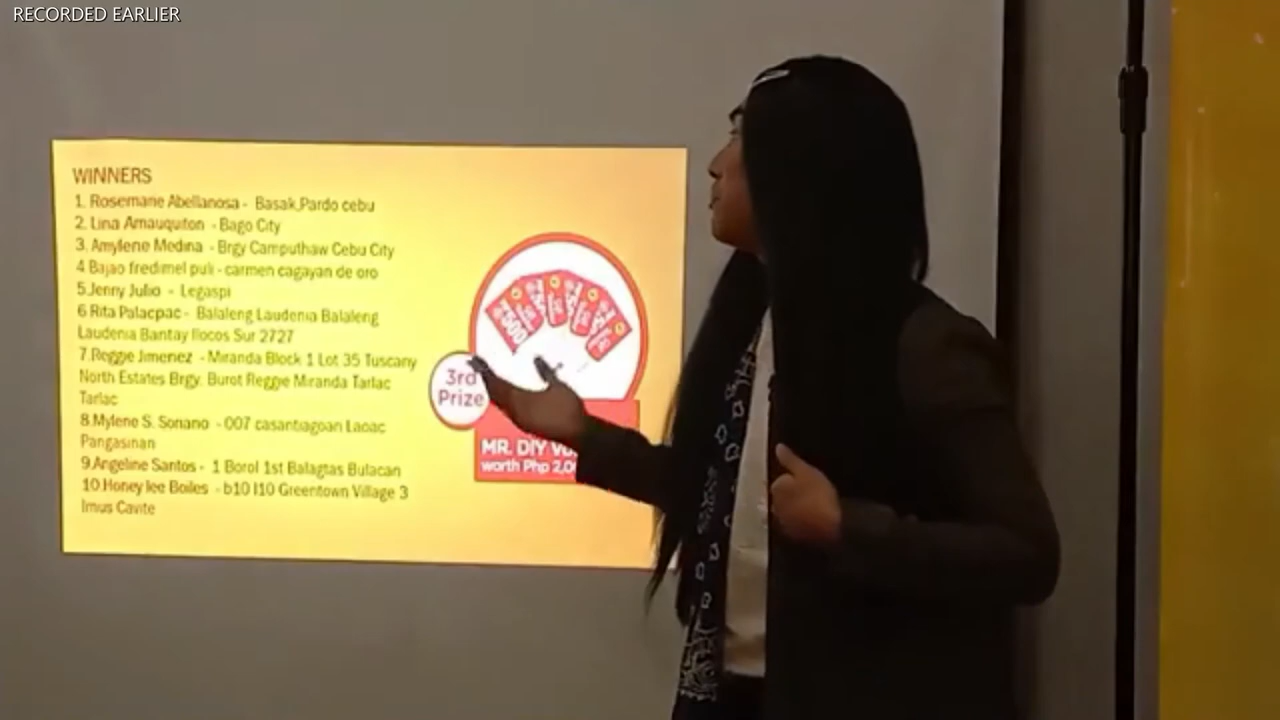 RECORDED EARLIER
WINNERS
1. Rosemarie Abellanosa - Basak,Pardo cebu
2. Lina Amauquiton - Bago City
3. Amylene Medina - Brgy Camputhaw Cebu City
4 Bajao fredimel puli - carmen cagayan de oro
5.Jenny Julio - Legaspi
6 Rita Palacpac - Balaleng Laudenia Balaleng
Laudenia Bantay Ilocos Sur 2727
7.Reggie Jimenez - Miranda Block 1 Lot 35 Tuscany
North Estates Brgy. Burot Reggie Miranda Tarlac
Tarlac
8.Mylene S. Soriano - 007 casantiagoan Laoac
Pangasinan
9.Angeline Santos - 1 Borol 1st Balagtas Bulacan
10.Honey lee Boiles - b10 l10 Greentown Village 3
Imus Cavite
500
3rd
Prize
MR. DIY
worth Php